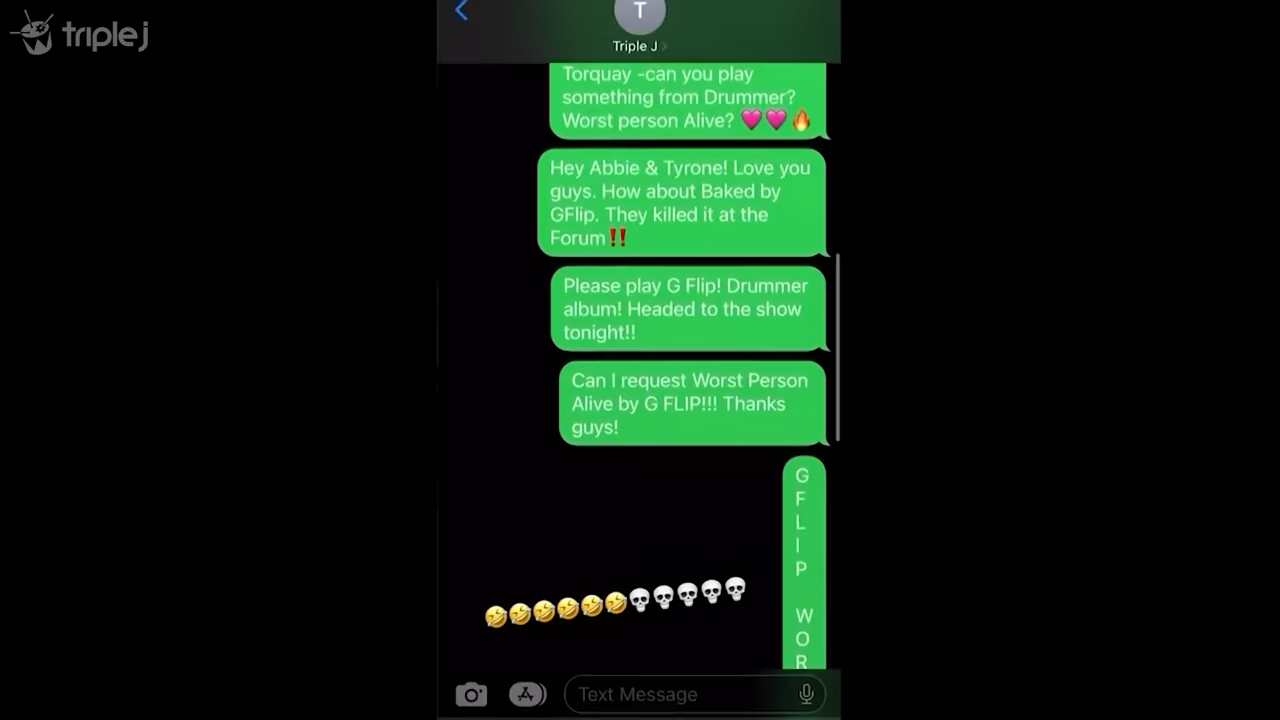 triple j
T
Triple J
Torquay -can you play
something from Drummer?
Worst person Alive? 💗💗🔥
Hey Abbie & Tyrone! Love you
guys. How about Baked by
GFlip. They killed it at the
Forum‼️
Please play G Flip! Drummer
album! Headed to the show
tonight!!
Can I request Worst Person
Alive by G FLIP!!! Thanks
guys!
G
F
L
I
P
W
O
R
🤣🤣🤣🤣🤣🤣💀💀💀💀💀
Text Message